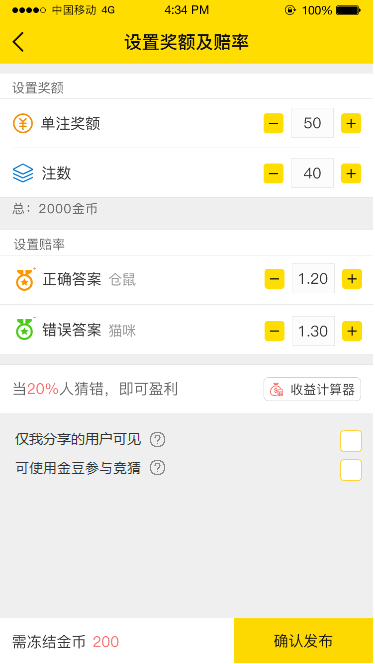 中国移动 4G 4:34 PM 100%
设置奖额及赔率
设置奖额
单注奖额 50
注数 40
总：2000金币
设置赔率
正确答案 仓鼠 1.20
错误答案 猫咪 1.30
当20%人猜错，即可盈利 收益计算器
仅我分享的用户可见 ?
可使用金豆参与竞猜 ?
需冻结金币 200 确认发布